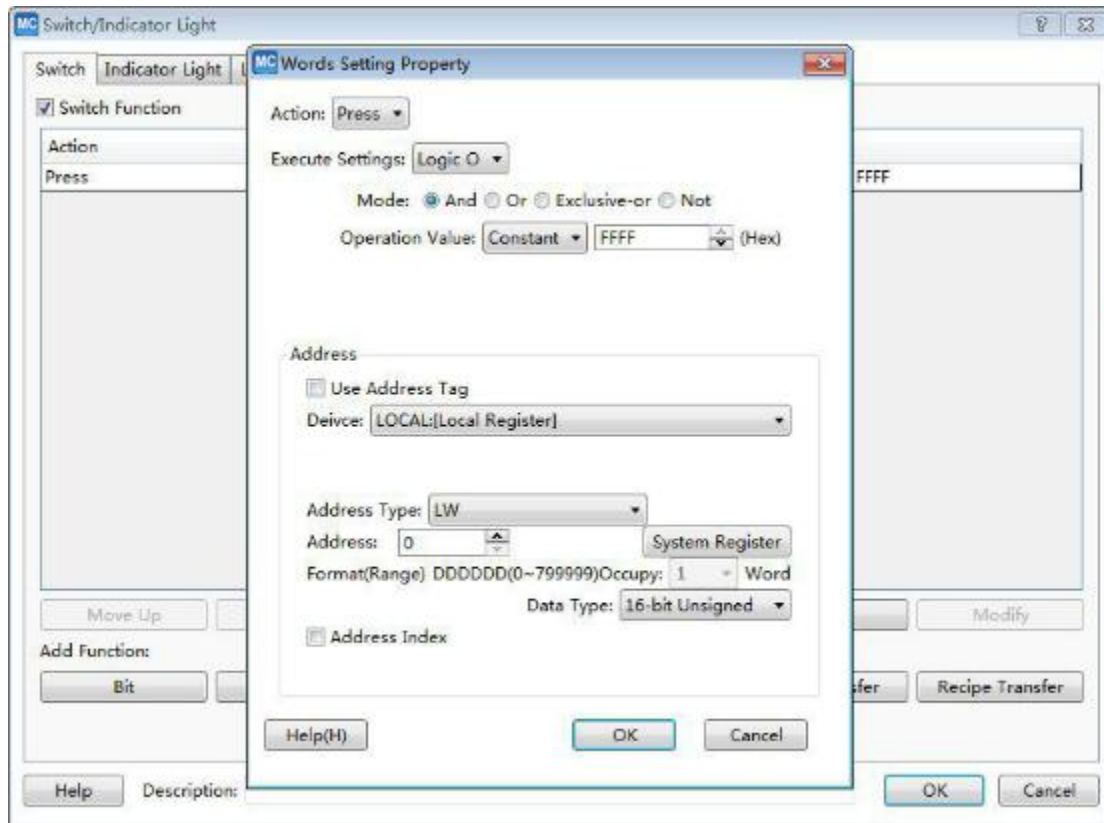 MC Switch/Indicator Light
Switch Indicator Light
MC Words Setting Property
Switch Function
Action: Press
Action
Execute Settings: Logic O
Press
FFFF
Mode: And Or Exclusive-or Not
Operation Value: Constant FFFF (Hex)
Address
Use Address Tag
Deivce: LOCAL:[Local Register]
Address Type: LW
Address: 0 System Register
Format(Range) DDDDDD(0~799999)Occupy: 1 Word
Data Type: 16-bit Unsigned
Move Up Modify
Address Index
Add Function:
Bit sfer Recipe Transfer
Help(H) OK Cancel
Help Description: OK Cancel